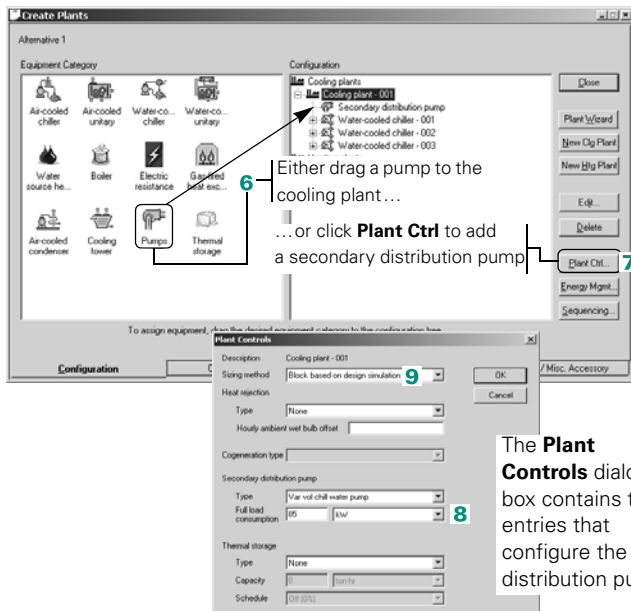 Create Plants
Alternative 1
Equipment Category
Configuration
Air-cooled chiller
Air-cooled unitary
Water-co... chiller
Water-co... unitary
Water source he...
Boiler
Electric resistance
Gas-fired heat exc...
Air-cooled condenser
Cooling tower
Pumps
Thermal storage
Cooling plants
Cooling plant - 001
Secondary distribution pump
Water-cooled chiller - 001
Water-cooled chiller - 002
Water-cooled chiller - 003
Close
Plant Wizard
New Clg Plant
New Htg Plant
Edit...
Delete
Plant Ctrl...
Energy Mgmt...
Sequencing...
6
Either drag a pump to the
cooling plant…
…or click Plant Ctrl to add
a secondary distribution pump
7
To assign equipment, drag the desired equipment category to the configuration tree
Configuration
/ Misc. Accessory
Plant Controls
Description Cooling plant - 001
Sizing method Block based on design simulation
9
OK
Cancel
Heat rejection
Type None
Hourly ambient wet bulb offset
Cogeneration type
Secondary distribution pump
Type Var vol chill water pump
Full load consumption 85 kW
8
Thermal storage
Type None
Capacity 0 ton-hr
Schedule Off (0%)
The Plant
Controls
box contains
entries that
configure the
distribution